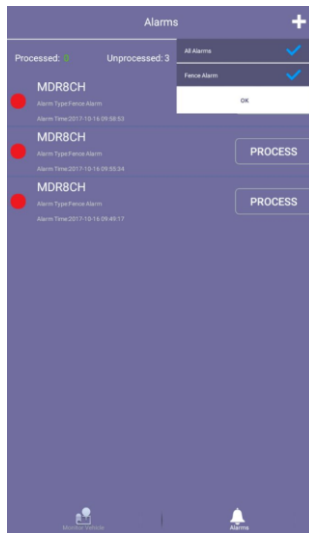 Alarms
+
Processed: 0 Unprocessed: 3
All Alarms
Fence Alarm
OK
MDR8CH
Alarm Type:Fence Alarm
Alarm Time:2017-10-16 09:58:53
MDR8CH
Alarm Type:Fence Alarm
PROCESS
Alarm Time:2017-10-16 09:55:34
MDR8CH
Alarm Type:Fence Alarm
PROCESS
Alarm Time:2017-10-16 09:49:17
Monitor Vehicle
Alarms